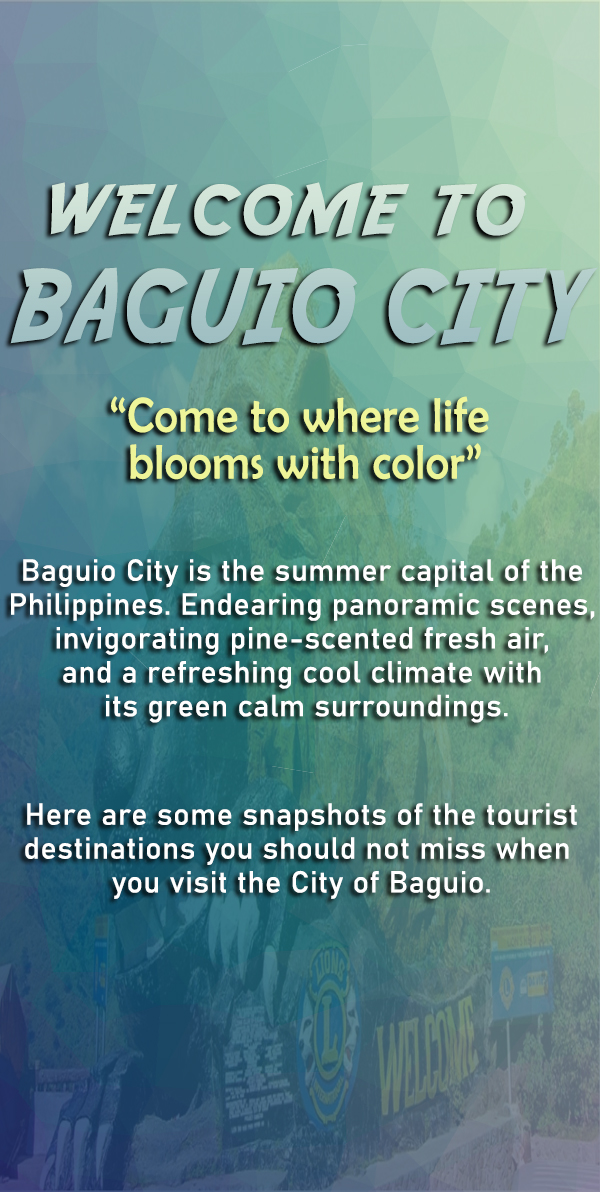 WELCOME TO
BAGUIO CITY
“Come to where life
blooms with color”
Baguio City is the summer capital of the
Philippines. Endearing panoramic scenes,
invigorating pine-scented fresh air,
and a refreshing cool climate with
its green calm surroundings.
Here are some snapshots of the tourist
destinations you should not miss when
you visit the City of Baguio.
LIONS
L
WELCOME